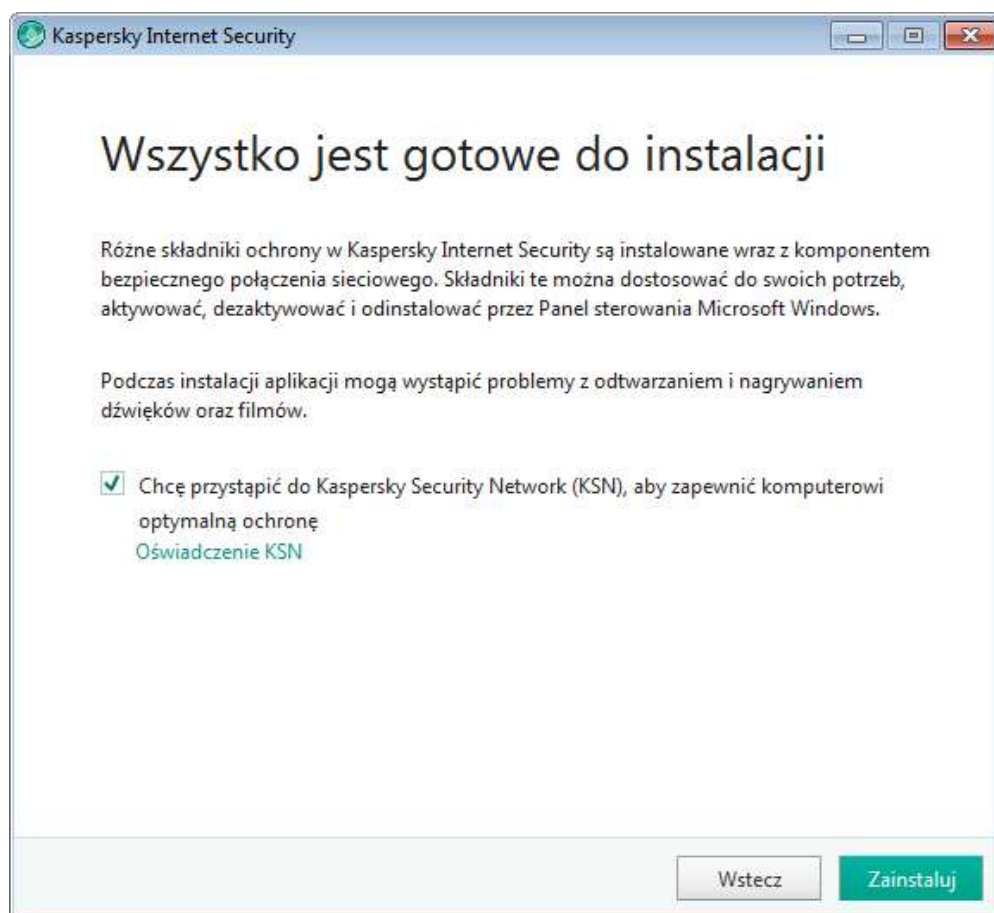 Kaspersky Internet Security
Wszystko jest gotowe do instalacji
Różne składniki ochrony w Kaspersky Internet Security są instalowane wraz z komponentem
bezpiecznego połączenia sieciowego. Składniki te można dostosować do swoich potrzeb,
aktywować, dezaktywować i odinstalować przez Panel sterowania Microsoft Windows.
Podczas instalacji aplikacji mogą wystąpić problemy z odtwarzaniem i nagrywaniem
dźwięków oraz filmów.
Chcę przystąpić do Kaspersky Security Network (KSN), aby zapewnić komputerowi
optymalną ochronę
Oświadczenie KSN
Wstecz Zainstaluj